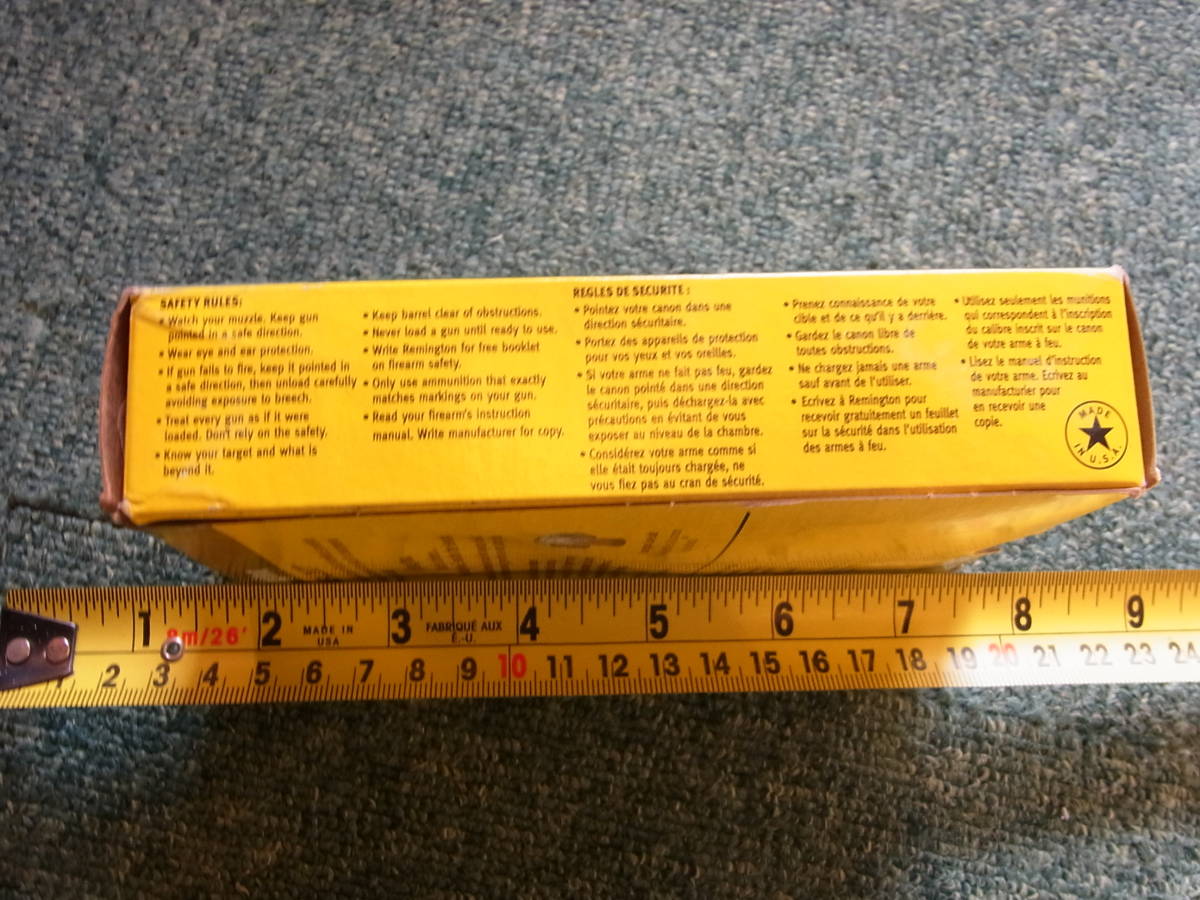 SAFETY RULES:
• Watch your muzzle. Keep gun
pointed in a safe direction.
• Wear eye and ear protection.
• If gun fails to fire, keep it pointed in
a safe direction, then unload carefully
avoiding exposure to breech.
• Treat every gun as if it were
loaded. Don't rely on the safety.
• Know your target and what is
beyond it.
• Keep barrel clear of obstructions.
• Never load a gun until ready to use.
• Write Remington for free booklet
on firearm safety.
• Only use ammunition that exactly
matches markings on your gun.
• Read your firearm's instruction
manual. Write manufacturer for copy.
REGLES DE SECURITE :
• Pointez votre canon dans une
direction sécuritaire.
• Portez des appareils de protection
pour vos yeux et vos oreilles.
• Si votre arme ne fait pas feu, gardez
le canon pointé dans une direction
sécuritaire, puis déchargez-la avec
précautions en évitant de vous
exposer au niveau de la chambre.
• Considérez votre arme comme si
elle était toujours chargée, ne
vous fiez pas au cran de sécurité.
• Prenez connaissance de votre
cible et de ce qu'il y a derrière.
• Gardez le canon libre de
toutes obstructions.
• Ne chargez jamais une arme
sauf avant de l'utiliser.
• Ecrivez à Remington pour
recevoir gratuitement un feuillet
sur la sécurité dans l'utilisation
des armes à feu.
• Utilisez seulement les munitions
qui correspondent à l'inscription
du calibre inscrit sur le canon
de votre arme à feu.
• Lisez le manuel d'instruction
de votre arme. Ecrivez au
manufacturier pour
en recevoir une
copie.
MADE
IN U.S.A.
1 2 3 4 5 6 7 8 9
8m/26'
MADE IN
USA
FABRIQUÉ AUX
É.-U.
1 2 3 4 5 6 7 8 9 10 11 12 13 14 15 16 17 18 19 20 21 22 23 24